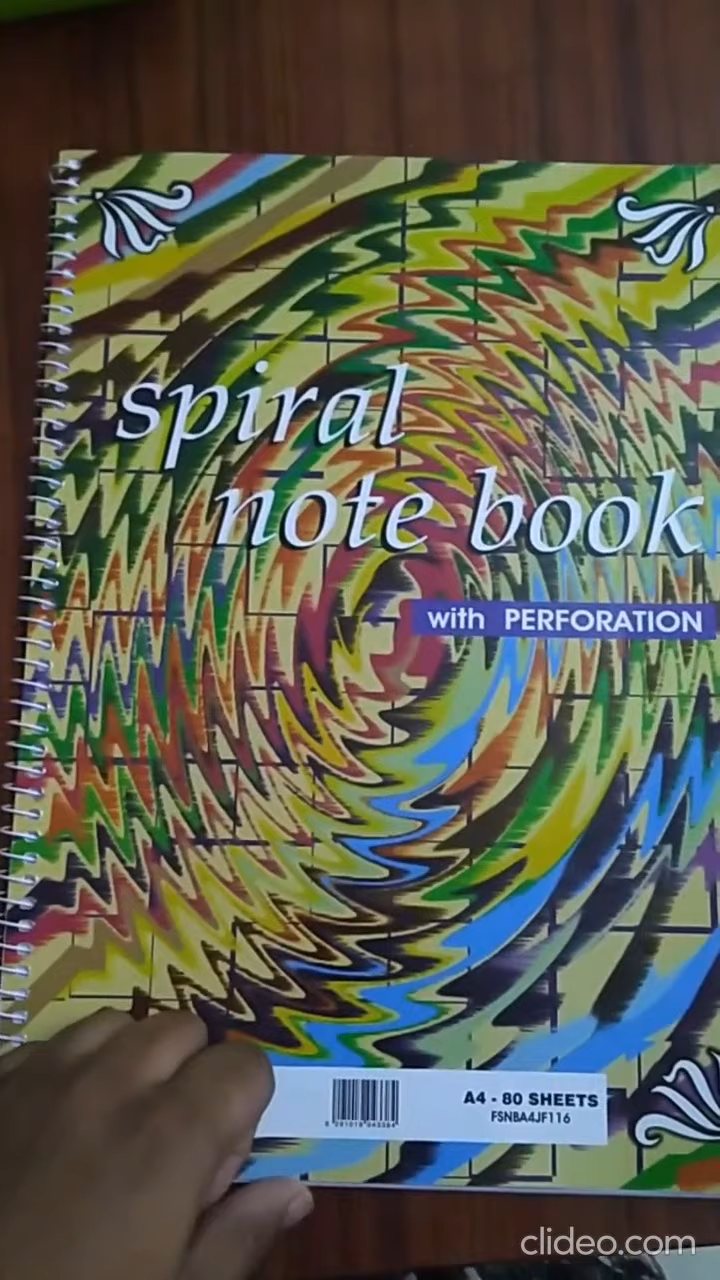 spiral
note book
with PERFORATION
A4 - 80 SHEETS
FSNBA4JF116
clideo.com